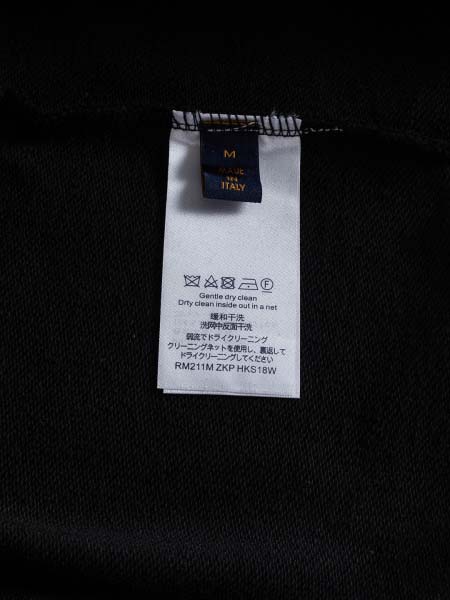 M
MADE
IN
ITALY
F
Gentle dry clean
Drty clean inside out in a net
暖和干洗
洗网中反面干洗
弱流でドライクリーニング
クリーニングネットを使用し、裏返して
ドライクリーニングしてください
RM211M ZKP HKS18W